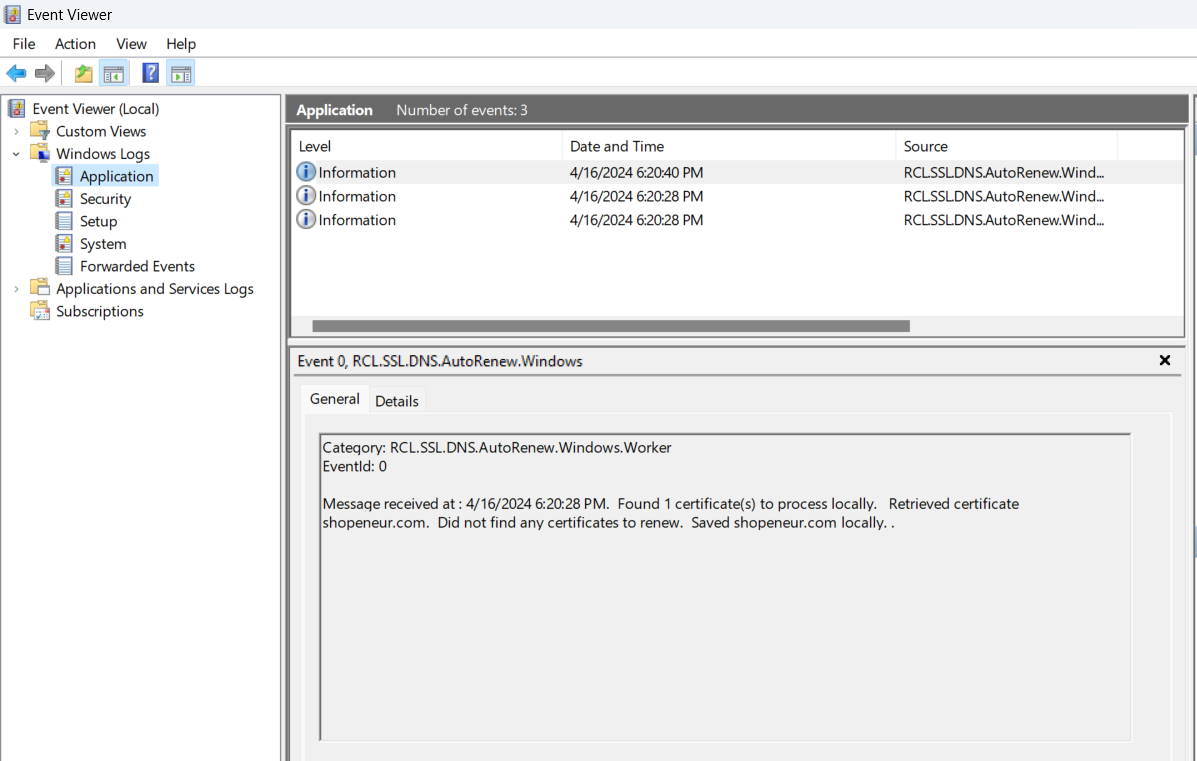 Event Viewer
File Action View Help
Event Viewer (Local)
Custom Views
Windows Logs
Application
Security
Setup
System
Forwarded Events
Applications and Services Logs
Subscriptions
Application Number of events: 3
Level Date and Time Source
Information 4/16/2024 6:20:40 PM RCL.SSL.DNS.AutoRenew.Wind...
Information 4/16/2024 6:20:28 PM RCL.SSL.DNS.AutoRenew.Wind...
Information 4/16/2024 6:20:28 PM RCL.SSL.DNS.AutoRenew.Wind...
Event 0, RCL.SSL.DNS.AutoRenew.Windows
General Details
Category: RCL.SSL.DNS.AutoRenew.Windows.Worker
EventId: 0
Message received at : 4/16/2024 6:20:28 PM.  Found 1 certificate(s) to process locally.   Retrieved certificate
shopeneur.com.  Did not find any certificates to renew.  Saved shopeneur.com locally. .